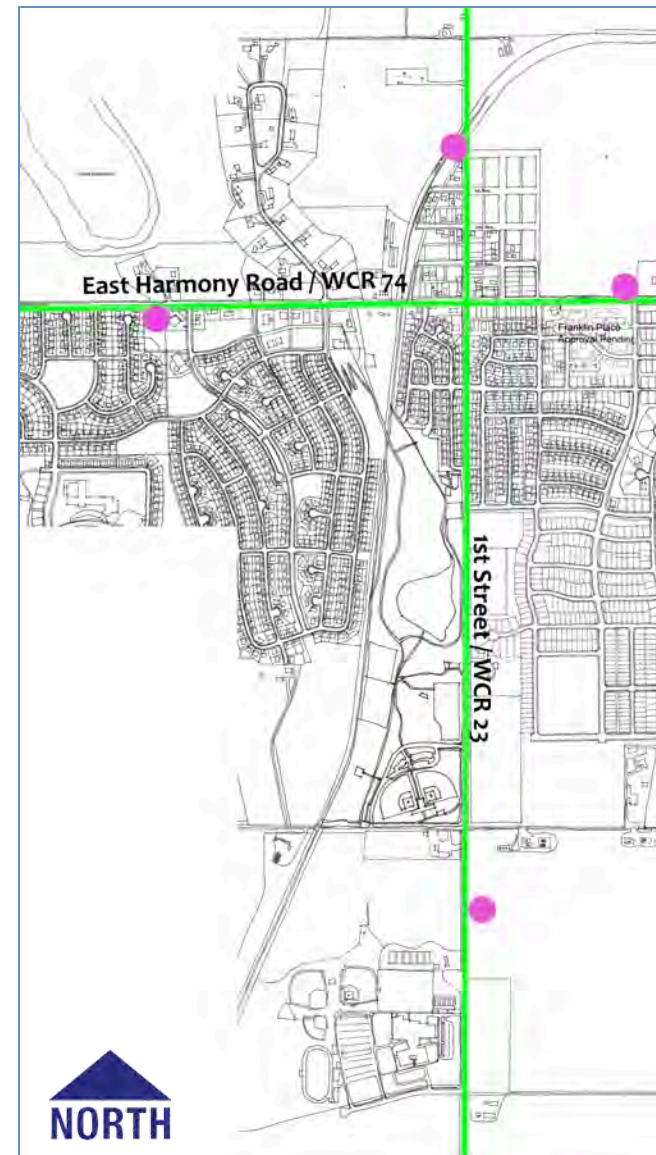 East Harmony Road / WCR 74
Franklin Place
Approval Pending
1st Street / WCR 23
NORTH